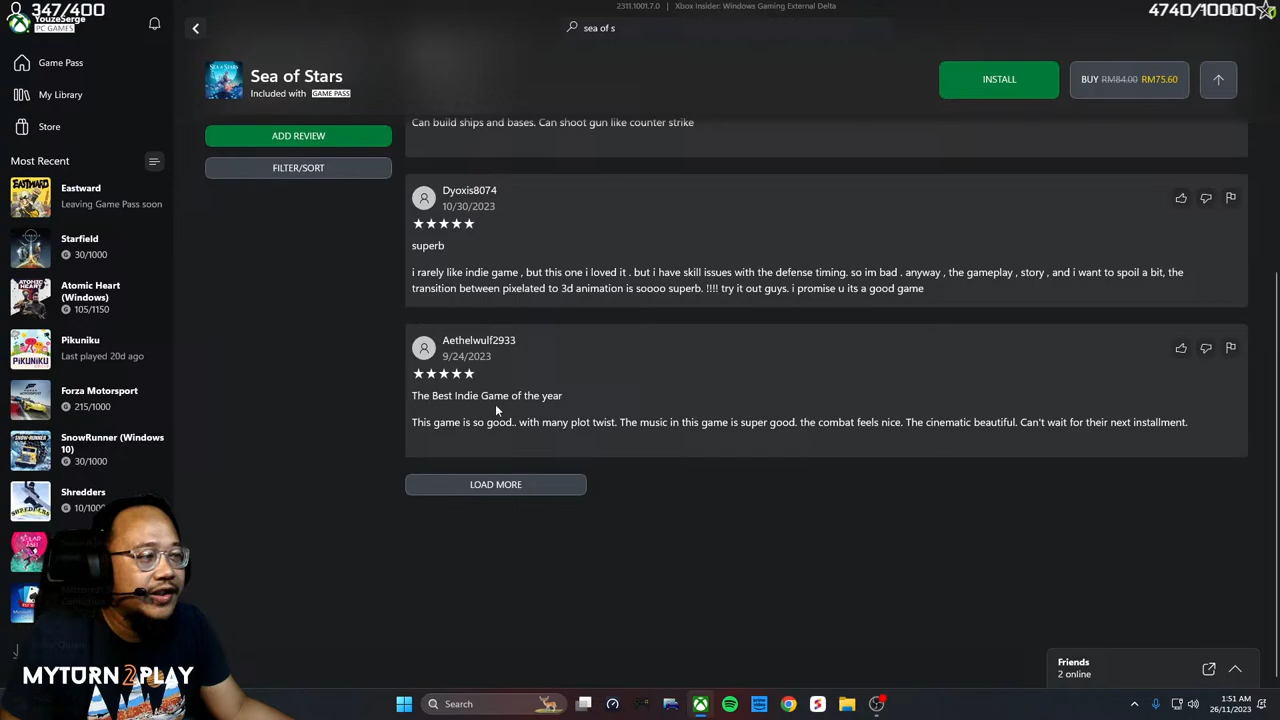 347/400
YouzeSerge
PC GAMES
2311.1001.7.0 | Xbox Insider: Windows Gaming External Delta
4740/10000
sea of s
Game Pass
My Library
Store
Most Recent
Eastward
Leaving Game Pass soon
Starfield
30/1000
Atomic Heart
(Windows)
105/1150
Pikuniku
Last played 20d ago
Forza Motorsport
215/1000
SnowRunner (Windows
10)
30/1000
Shredders
10/1000
Sea of Stars
Included with GAME PASS
INSTALL
BUY RM84.00 RM75.60
ADD REVIEW
FILTER/SORT
Can build ships and bases. Can shoot gun like counter strike
Dyoxis8074
10/30/2023
superb
i rarely like indie game , but this one i loved it . but i have skill issues with the defense timing. so im bad . anyway , the gameplay , story , and i want to spoil a bit, the
transition between pixelated to 3d animation is soooo superb. !!!! try it out guys. i promise u its a good game
Aethelwulf2933
9/24/2023
The Best Indie Game of the year
This game is so good.. with many plot twist. The music in this game is super good. the combat feels nice. The cinematic beautiful. Can't wait for their next installment.
LOAD MORE
Friends
2 online
MYTURN2PLAY
Search
1:51 AM
26/11/2023